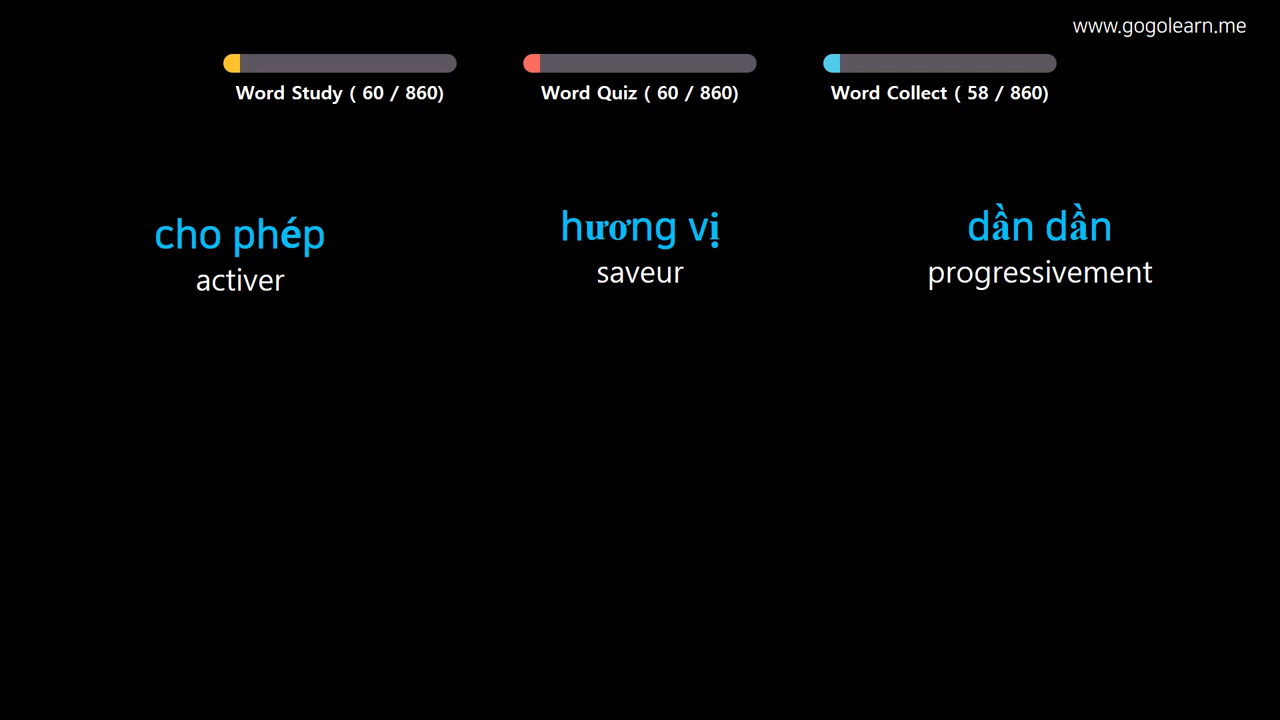 www.gogolearn.me
Word Study ( 60 / 860)
Word Quiz ( 60 / 860)
Word Collect ( 58 / 860)
cho phép
activer
hương vị
saveur
dần dần
progressivement